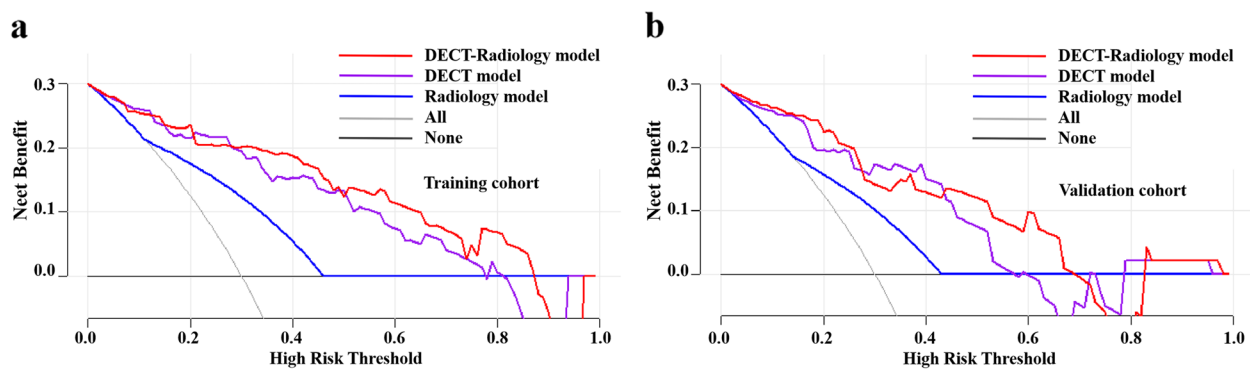 a
DECT-Radiology model
DECT model
Radiology model
All
None
Training cohort
Neet Benefit
0.3
0.2
0.1
0.0
0.0 0.2 0.4 0.6 0.8 1.0
High Risk Threshold
b
DECT-Radiology model
DECT model
Radiology model
All
None
Validation cohort
Neet Benefit
0.3
0.2
0.1
0.0
0.0 0.2 0.4 0.6 0.8 1.0
High Risk Threshold